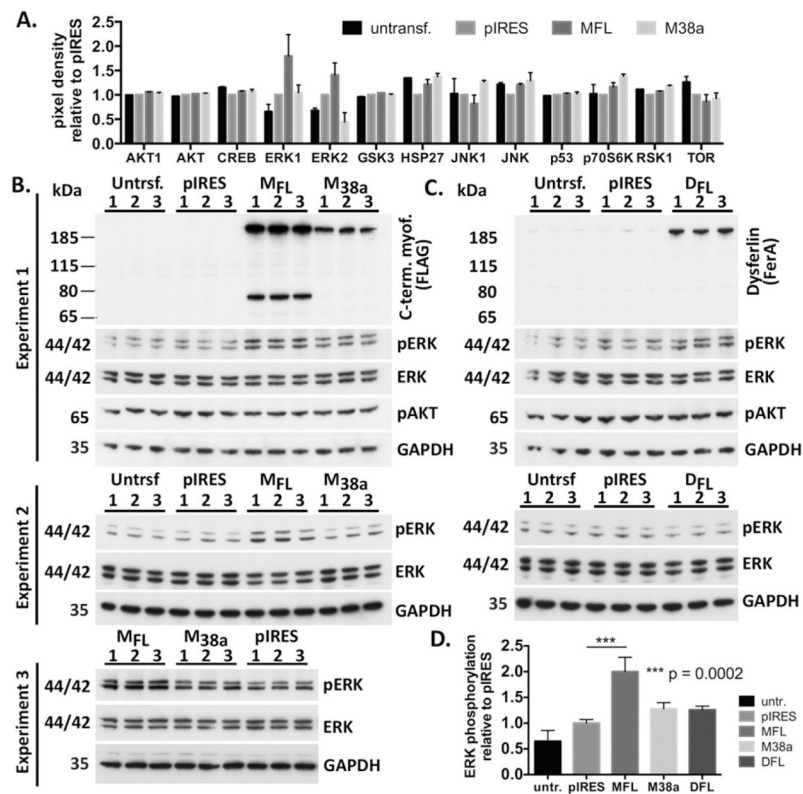 A.
pixel density
relative to pIRES
2.5
2.0
1.5
1.0
0.5
0.0
untransf. pIRES MFL M38a
AKT1 AKT CREB ERK1 ERK2 GSK3 HSP27 JNK1 JNK p53 p70S6K RSK1 TOR
B.
Experiment 1
kDa
Untrsf. pIRES MFL M38a
1 2 3 1 2 3 1 2 3 1 2 3
185
115
80
65
C-term. myof.
(FLAG)
44/42 pERK
44/42 ERK
65 pAKT
35 GAPDH
Experiment 2
Untrsf pIRES MFL M38a
1 2 3 1 2 3 1 2 3 1 2 3
44/42 pERK
44/42 ERK
35 GAPDH
Experiment 3
MFL M38a pIRES
1 2 3 1 2 3 1 2 3
44/42 pERK
44/42 ERK
35 GAPDH
C.
kDa
Untrsf. pIRES DFL
1 2 3 1 2 3 1 2 3
185
115
80
65
Dysferlin
(FerA)
44/42 pERK
44/42 ERK
65 pAKT
35 GAPDH
Untrsf pIRES DFL
1 2 3 1 2 3 1 2 3
44/42 pERK
44/42 ERK
35 GAPDH
D.
ERK phosphorylation
relative to pIRES
2.5
2.0
1.5
1.0
0.5
0.0
***
*** p = 0.0002
untr.
pIRES
MFL
M38a
DFL
untr. pIRES MFL M38a DFL